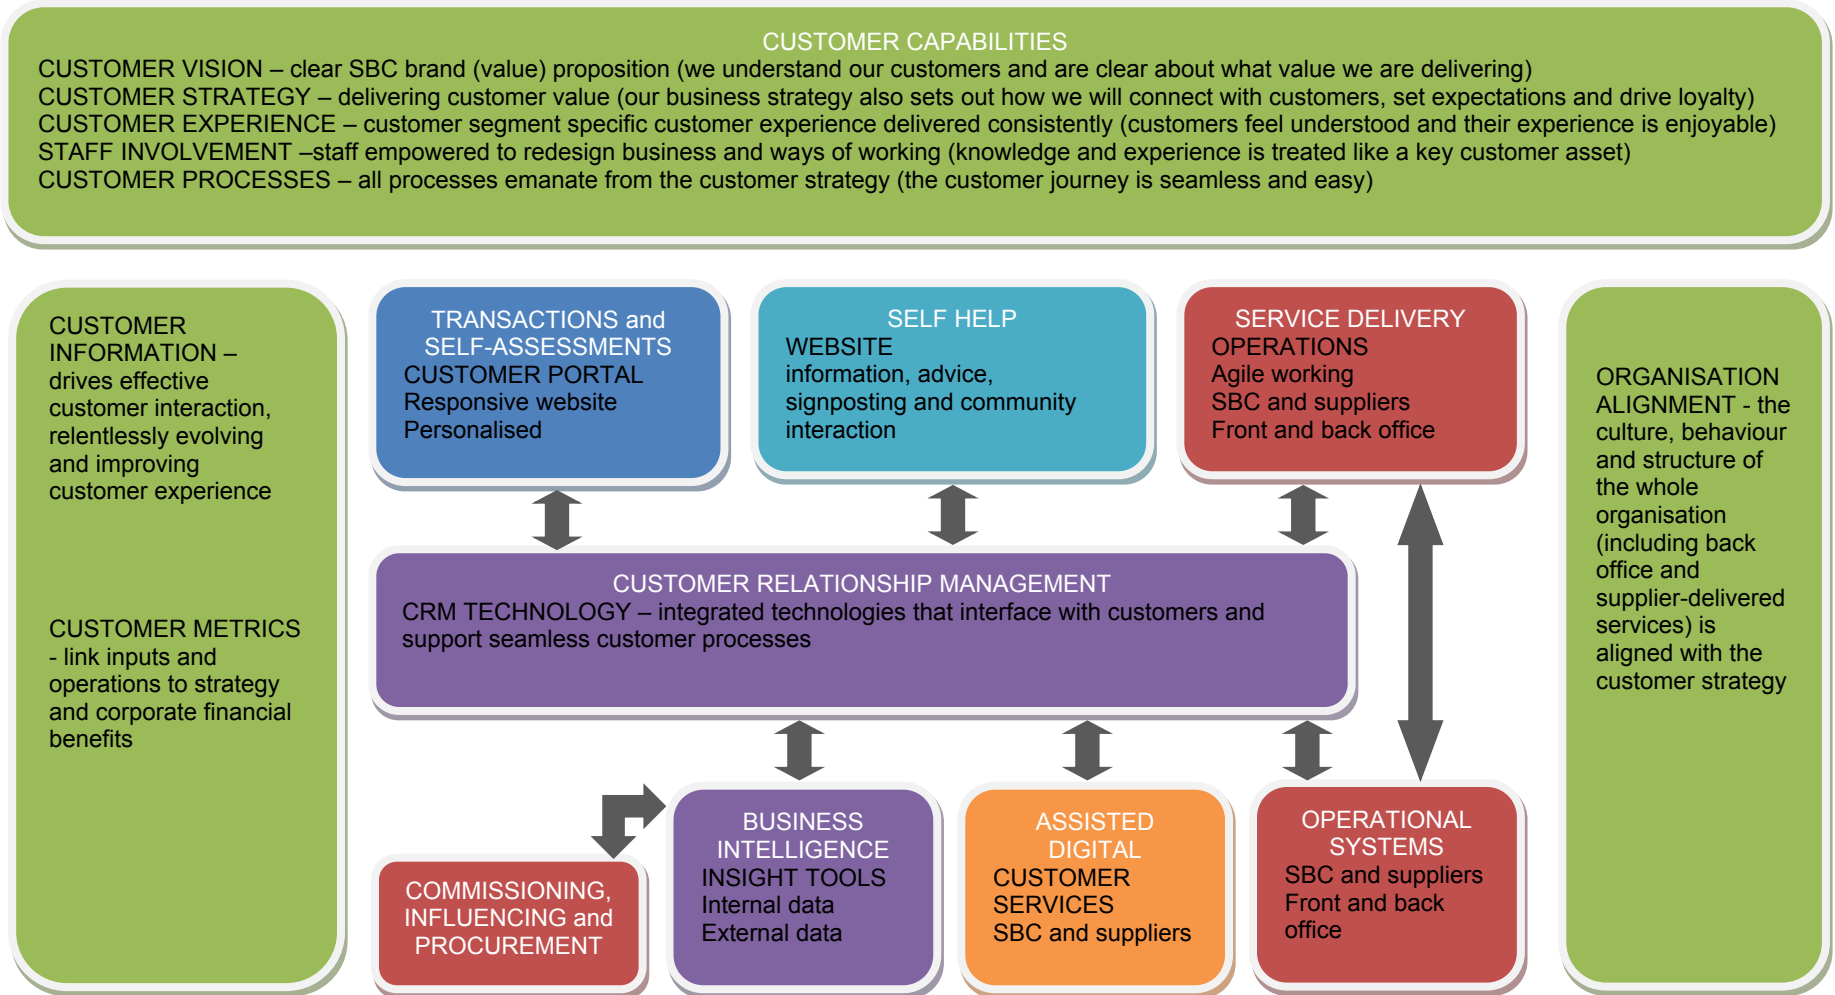 CUSTOMER CAPABILITIES
CUSTOMER VISION – clear SBC brand (value) proposition (we understand our customers and are clear about what value we are delivering)
CUSTOMER STRATEGY – delivering customer value (our business strategy also sets out how we will connect with customers, set expectations and drive loyalty)
CUSTOMER EXPERIENCE – customer segment specific customer experience delivered consistently (customers feel understood and their experience is enjoyable)
STAFF INVOLVEMENT –staff empowered to redesign business and ways of working (knowledge and experience is treated like a key customer asset)
CUSTOMER PROCESSES – all processes emanate from the customer strategy (the customer journey is seamless and easy)
CUSTOMER
INFORMATION –
drives effective
customer interaction,
relentlessly evolving
and improving
customer experience
CUSTOMER METRICS
- link inputs and
operations to strategy
and corporate financial
benefits
TRANSACTIONS and
SELF-ASSESSMENTS
CUSTOMER PORTAL
Responsive website
Personalised
SELF HELP
WEBSITE
information, advice,
signposting and community
interaction
SERVICE DELIVERY
OPERATIONS
Agile working
SBC and suppliers
Front and back office
CUSTOMER RELATIONSHIP MANAGEMENT
CRM TECHNOLOGY – integrated technologies that interface with customers and
support seamless customer processes
COMMISSIONING,
INFLUENCING and
PROCUREMENT
BUSINESS
INTELLIGENCE
INSIGHT TOOLS
Internal data
External data
ASSISTED
DIGITAL
CUSTOMER
SERVICES
SBC and suppliers
OPERATIONAL
SYSTEMS
SBC and suppliers
Front and back
office
ORGANISATION
ALIGNMENT - the
culture, behaviour
and structure of
the whole
organisation
(including back
office and
supplier-delivered
services) is
aligned with the
customer strategy